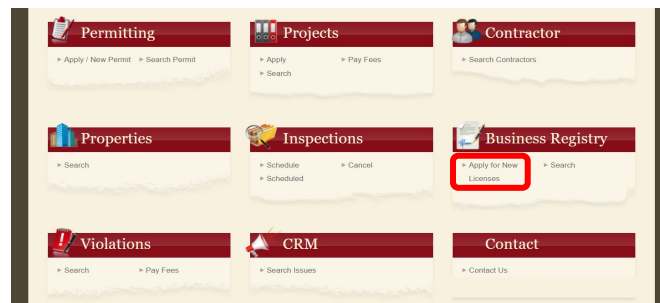 Permitting
▶ Apply / New Permit ▶ Search Permit
Projects
▶ Apply ▶ Pay Fees
▶ Search
Contractor
▶ Search Contractors
Properties
▶ Search
Inspections
▶ Schedule ▶ Cancel
▶ Scheduled
Business Registry
▶ Apply for New ▶ Search
Licenses
Violations
▶ Search ▶ Pay Fees
CRM
▶ Search Issues
Contact
▶ Contact Us